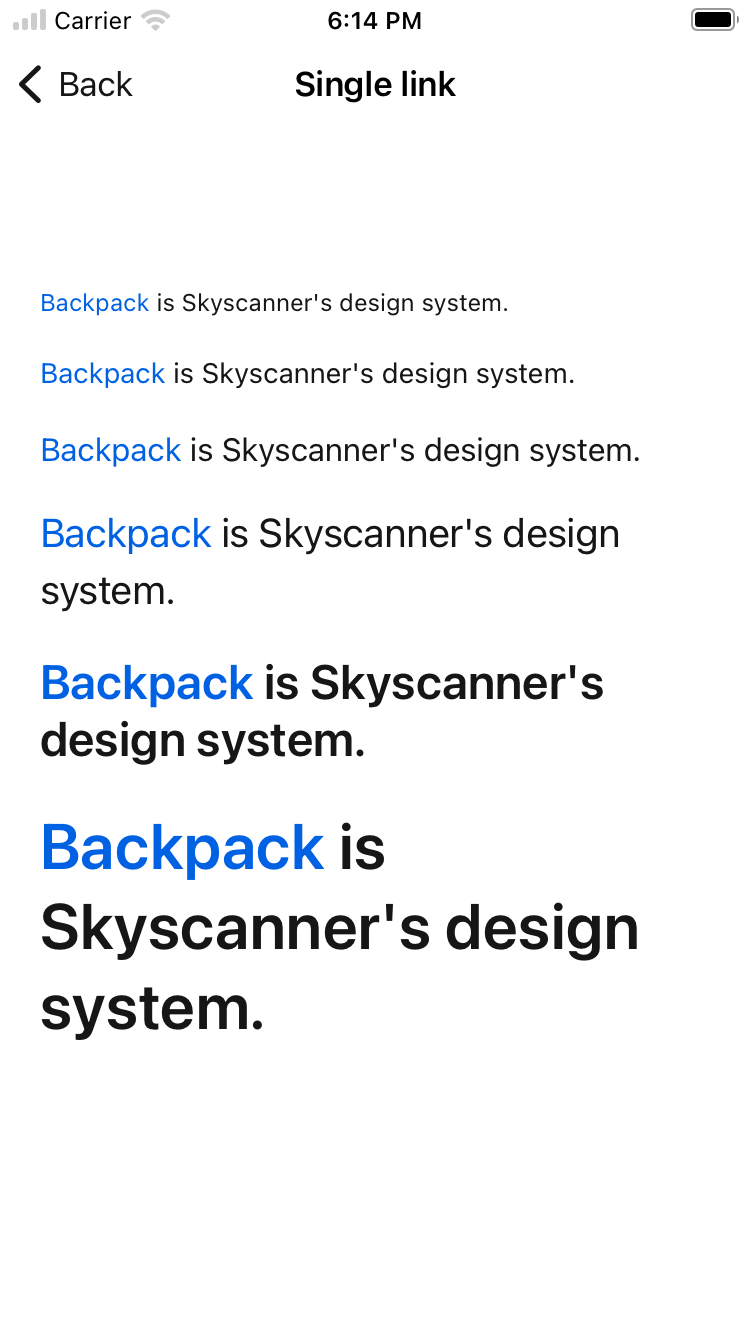 Carrier 6:14 PM
Back Single link
Backpack is Skyscanner's design system.
Backpack is Skyscanner's design system.
Backpack is Skyscanner's design system.
Backpack is Skyscanner's design
system.
Backpack is Skyscanner's
design system.
Backpack is
Skyscanner's design
system.